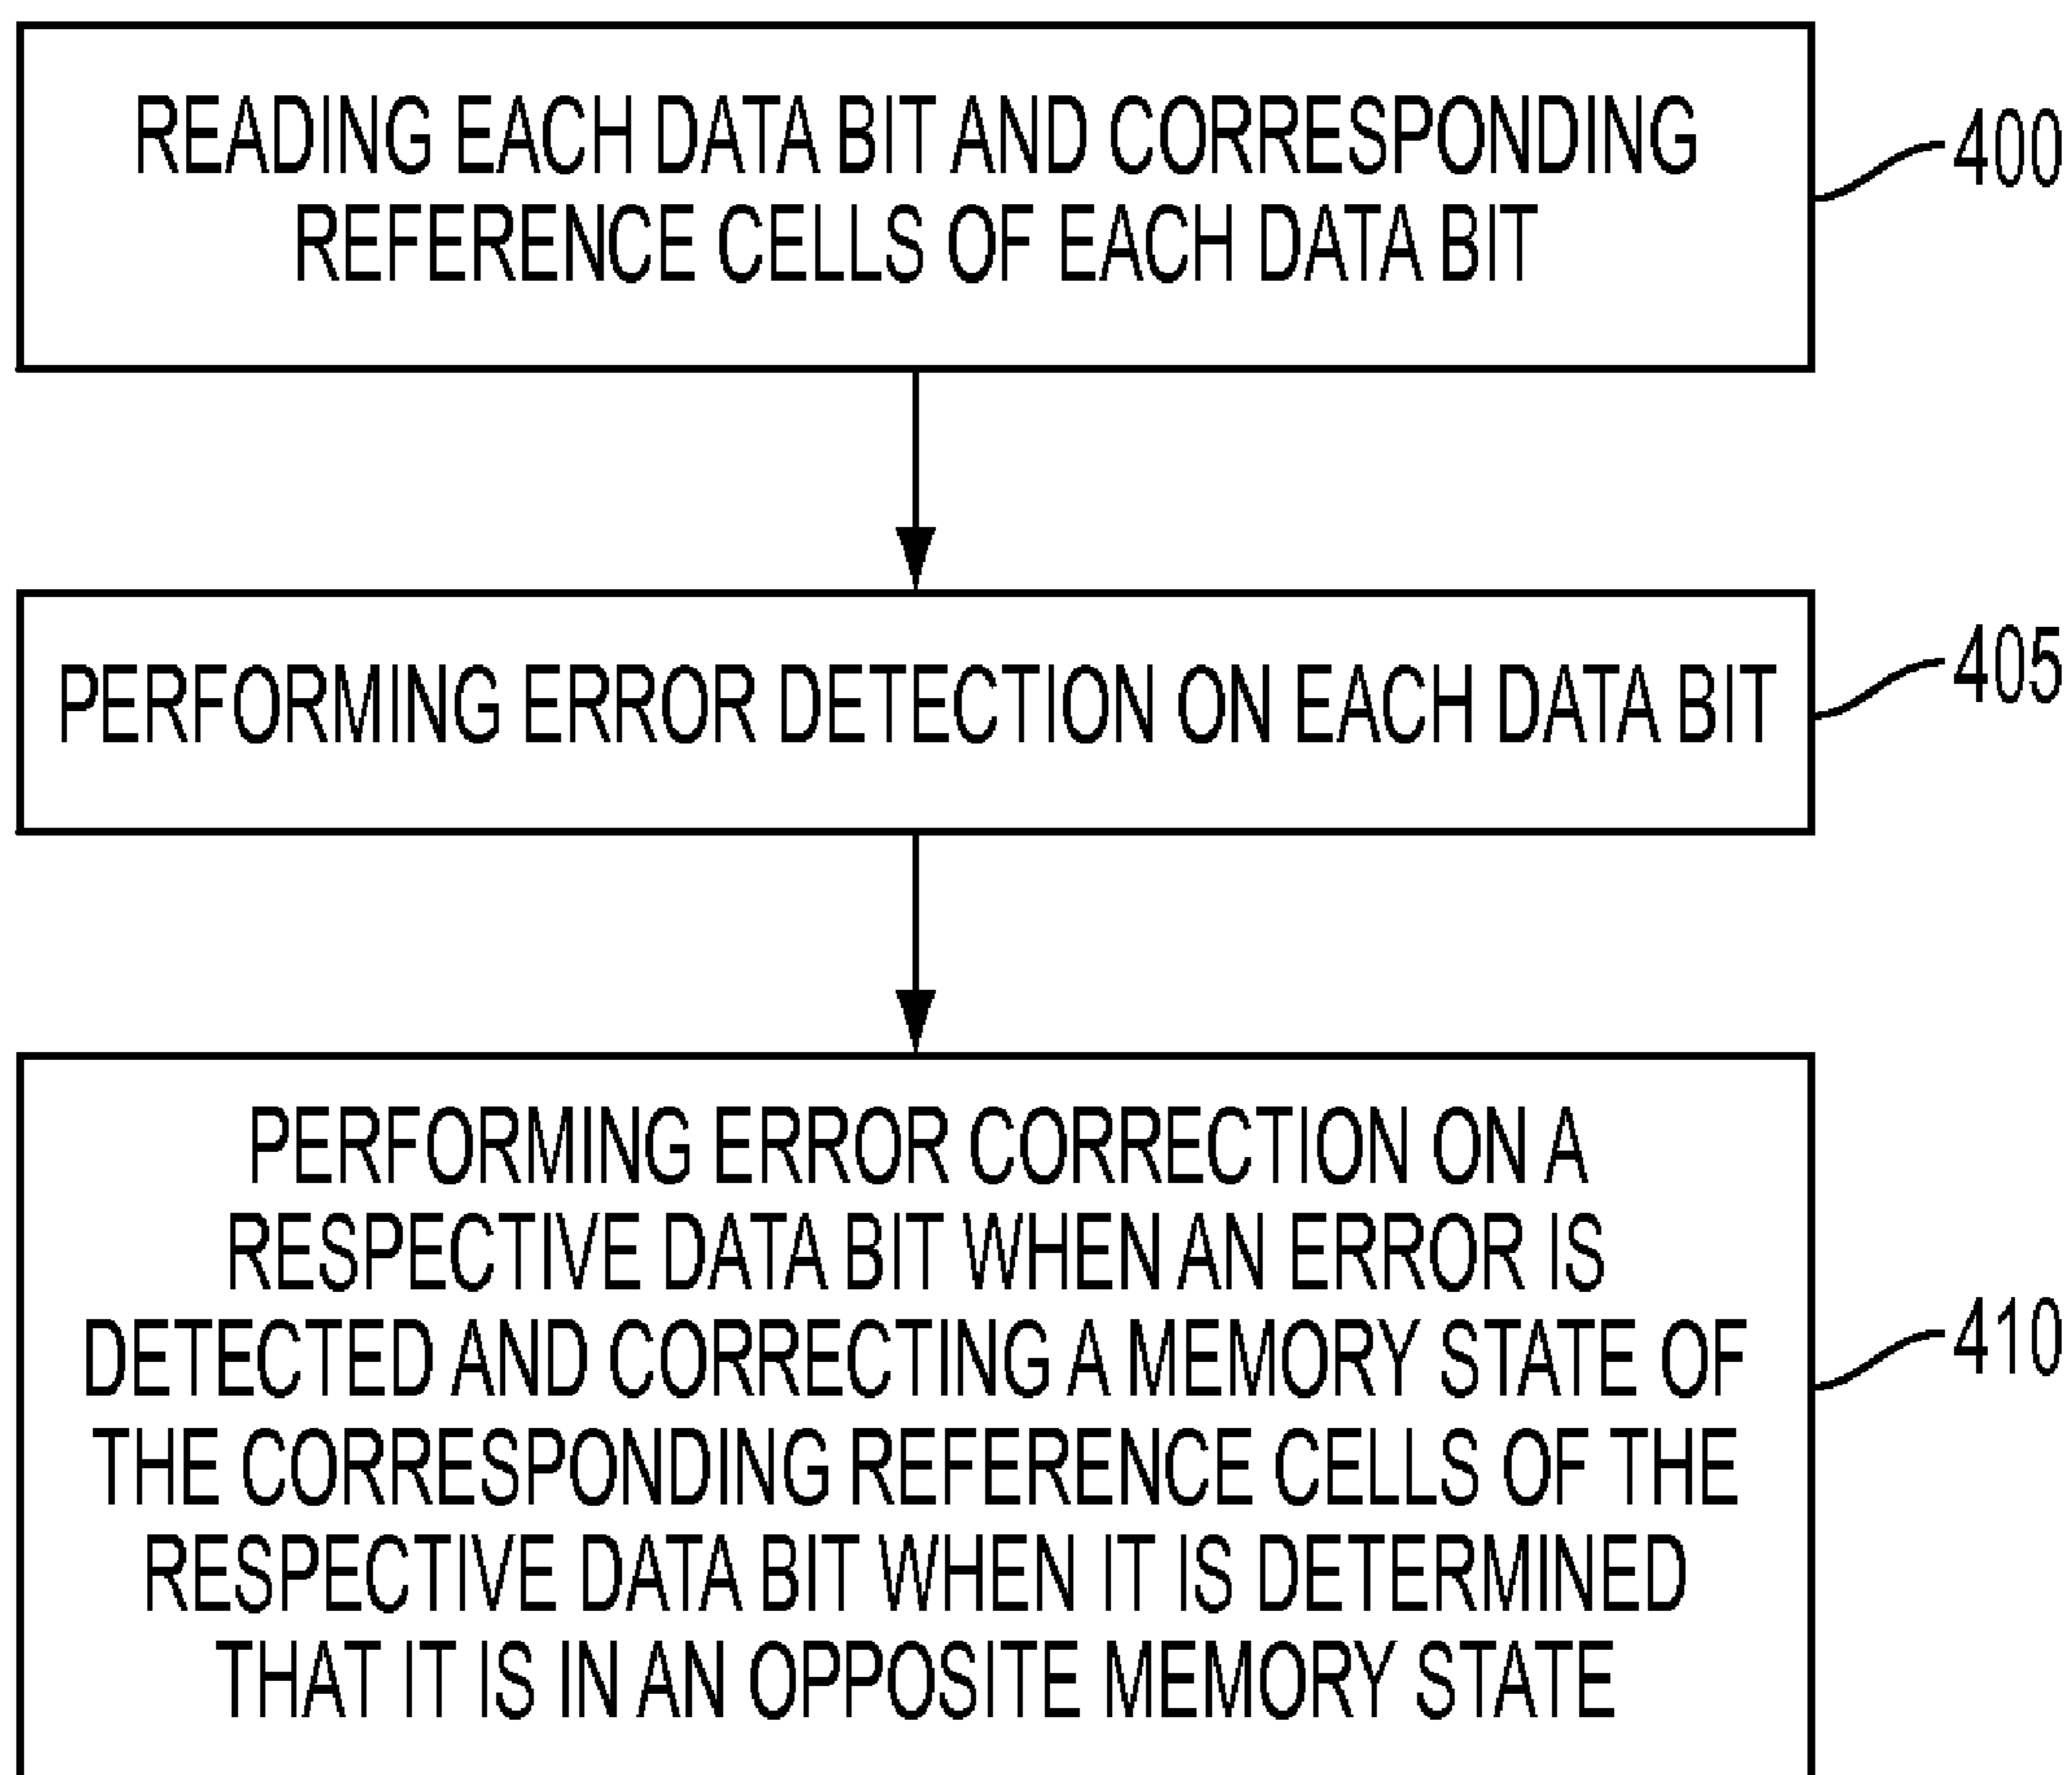 READING EACH DATA BIT AND CORRESPONDING
REFERENCE CELLS OF EACH DATA BIT
400
PERFORMING ERROR DETECTION ON EACH DATA BIT
405
PERFORMING ERROR CORRECTION ON A
RESPECTIVE DATA BIT WHEN AN ERROR IS
DETECTED AND CORRECTING A MEMORY STATE OF
THE CORRESPONDING REFERENCE CELLS OF THE
RESPECTIVE DATA BIT WHEN IT IS DETERMINED
THAT IT IS IN AN OPPOSITE MEMORY STATE
410